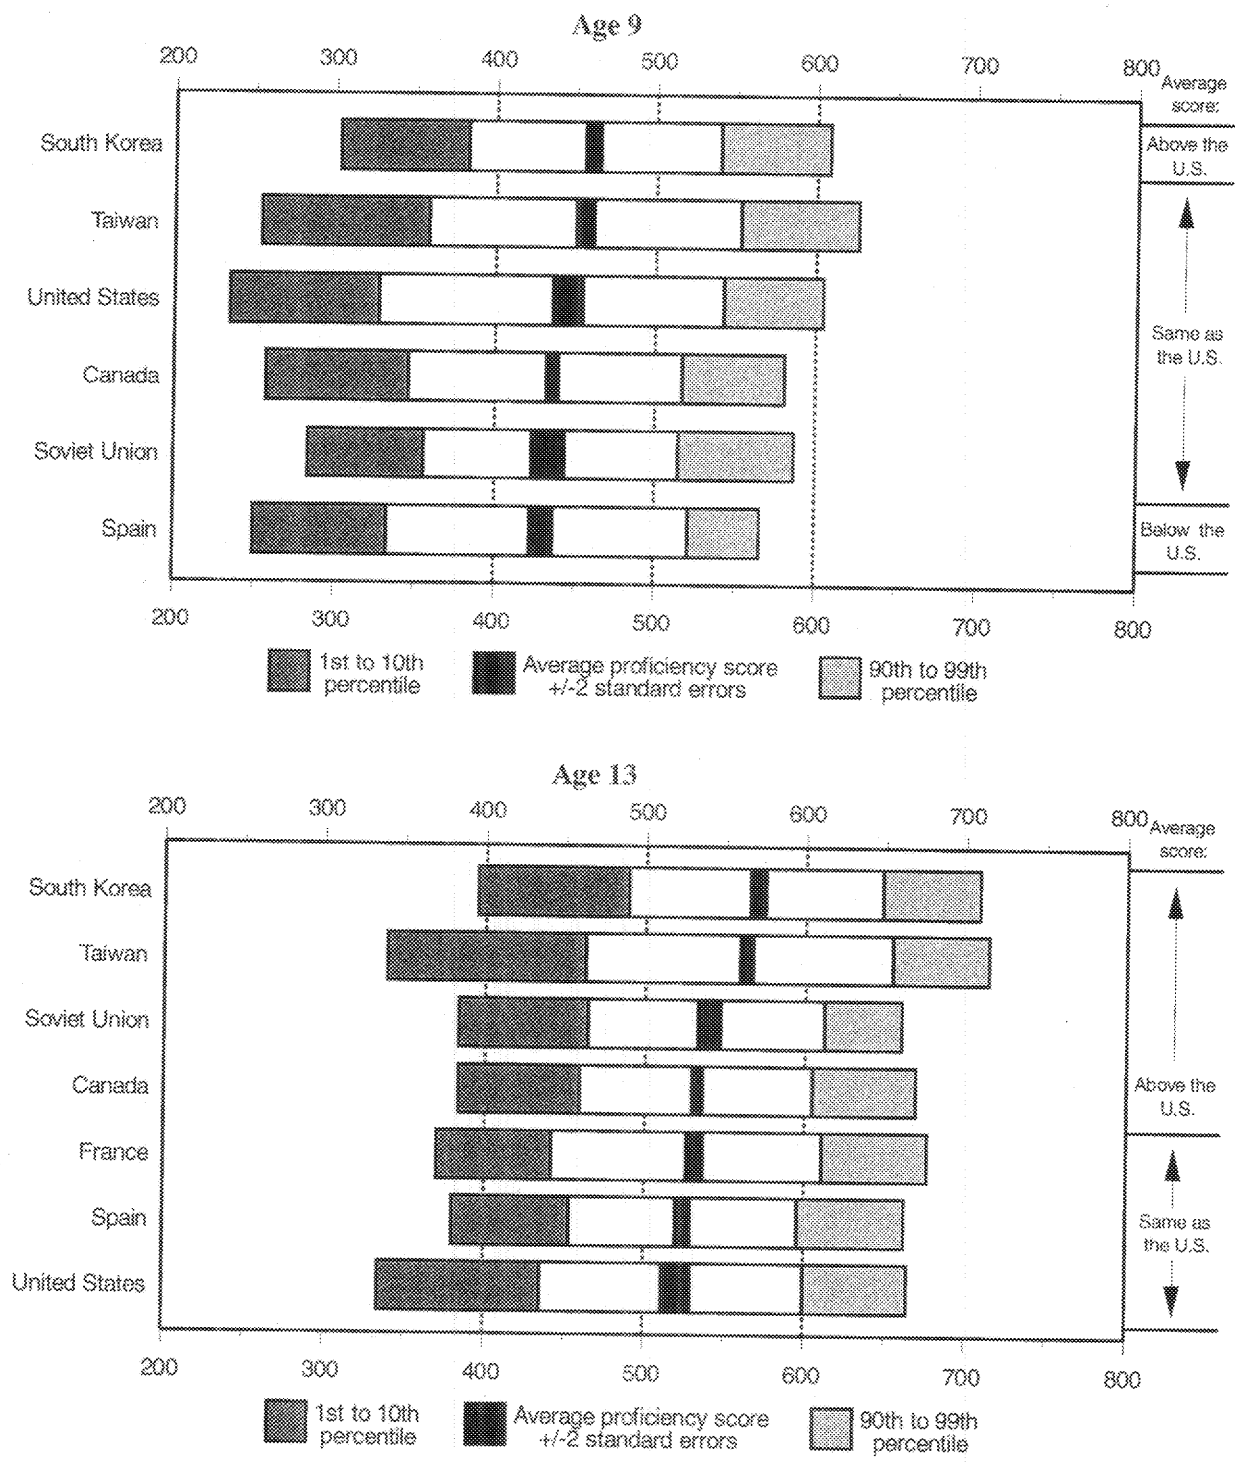 Age 9
200 300 400 500 600 700 800
Average
score:
South Korea
Above the
U.S.
Taiwan
United States
Same as
the U.S.
Canada
Soviet Union
Spain
Below the
U.S.
200 300 400 500 600 700 800
1st to 10th
percentile
Average proficiency score
+/-2 standard errors
90th to 99th
percentile
Age 13
200 300 400 500 600 700 800
Average
score:
South Korea
Taiwan
Soviet Union
Canada
Above the
U.S.
France
Spain
Same as
the U.S.
United States
200 300 400 500 600 700 800
1st to 10th
percentile
Average proficiency score
+/-2 standard errors
90th to 99th
percentile